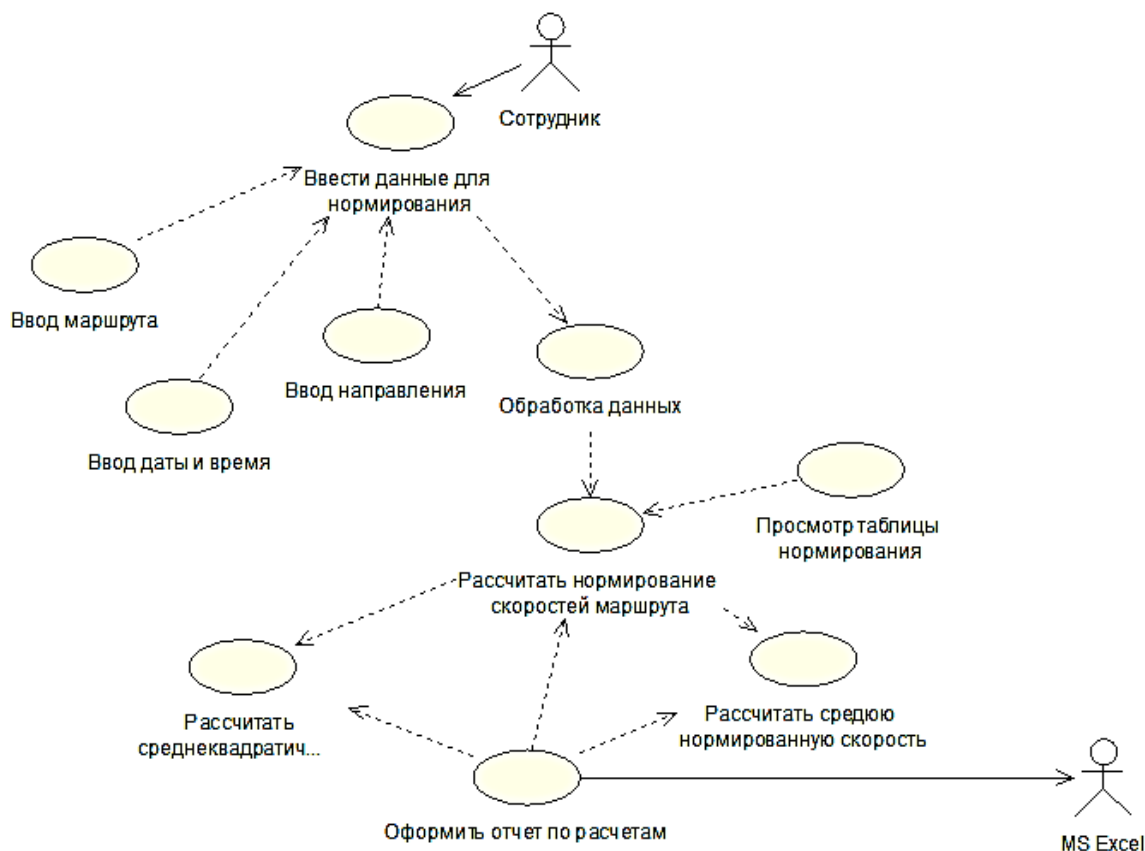 Сотрудник
Ввести данные для
нормирования
Ввод маршрута
Ввод направления
Обработка данных
Ввод даты и время
Просмотр таблицы
нормирования
Рассчитать нормирование
скоростей маршрута
Рассчитать
среднеквадратич...
Рассчитать средюю
нормированную скорость
Оформить отчет по расчетам
MS Excel